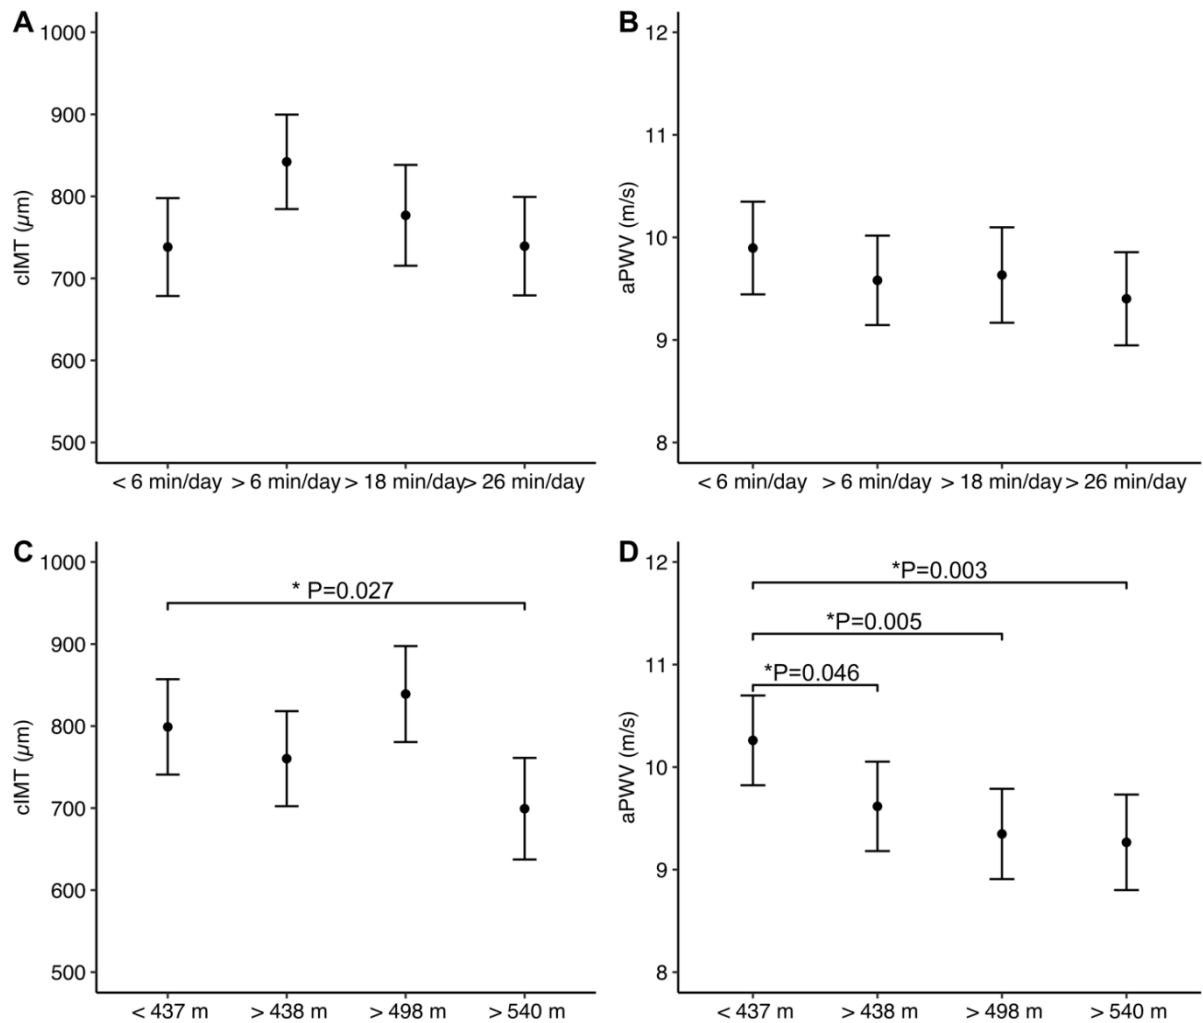 A
1000
900
800
700
600
500
cIMT (µm)
< 6 min/day > 6 min/day > 18 min/day > 26 min/day
B
12
11
10
9
8
aPWV (m/s)
< 6 min/day > 6 min/day > 18 min/day > 26 min/day
C
1000
900
800
700
600
500
cIMT (µm)
* P=0.027
< 437 m > 438 m > 498 m > 540 m
D
12
11
10
9
8
aPWV (m/s)
*P=0.003
*P=0.005
*P=0.046
< 437 m > 438 m > 498 m > 540 m